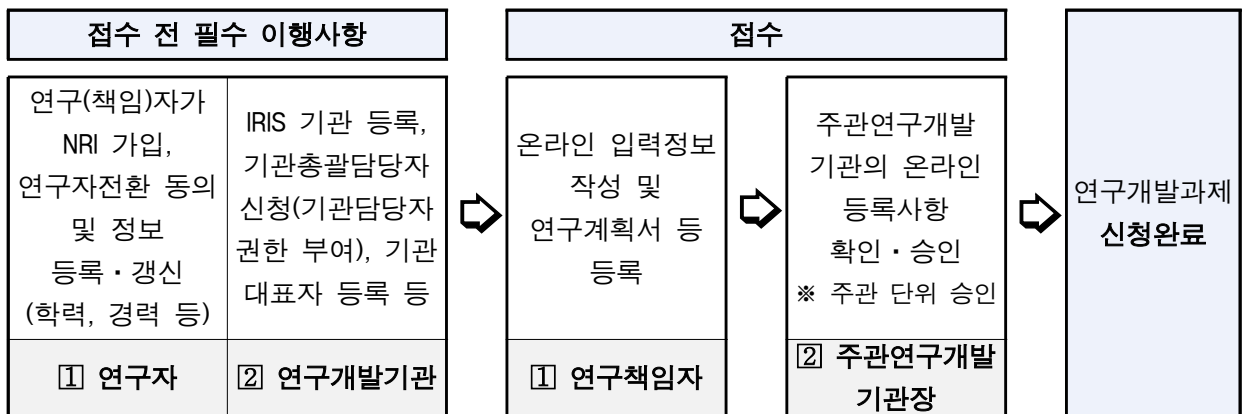 접수 전 필수 이행사항
연구(책임)자가
NRI 가입,
연구자전환 동의
및 정보
등록・갱신
(학력, 경력 등)
1 연구자
IRIS 기관 등록,
기관총괄담당자
신청(기관담당자
권한 부여), 기관
대표자 등록 등
2 연구개발기관
접수
온라인 입력정보
작성 및
연구계획서 등
등록
1 연구책임자
주관연구개발
기관의 온라인
등록사항
확인・승인
※ 주관 단위 승인
2 주관연구개발
기관장
연구개발과제
신청완료